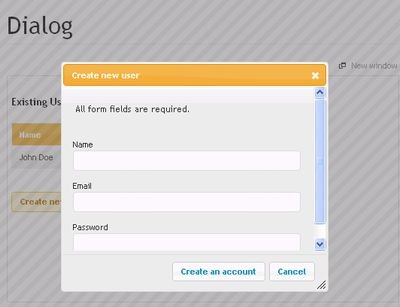 Dialog
New window
Create new user
Existing Us
All form fields are required.
Name
John Doe
Name
Email
Create ne
Password
Create an account
Cancel